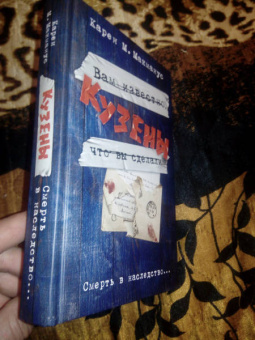 Карен М. Макманус
Вам известно,
КУЗЕНЫ
что вы сделали
Смерть в наследство...
Карен
М. Макманус
КУЗЕНЫ
Смерть
в наследство...